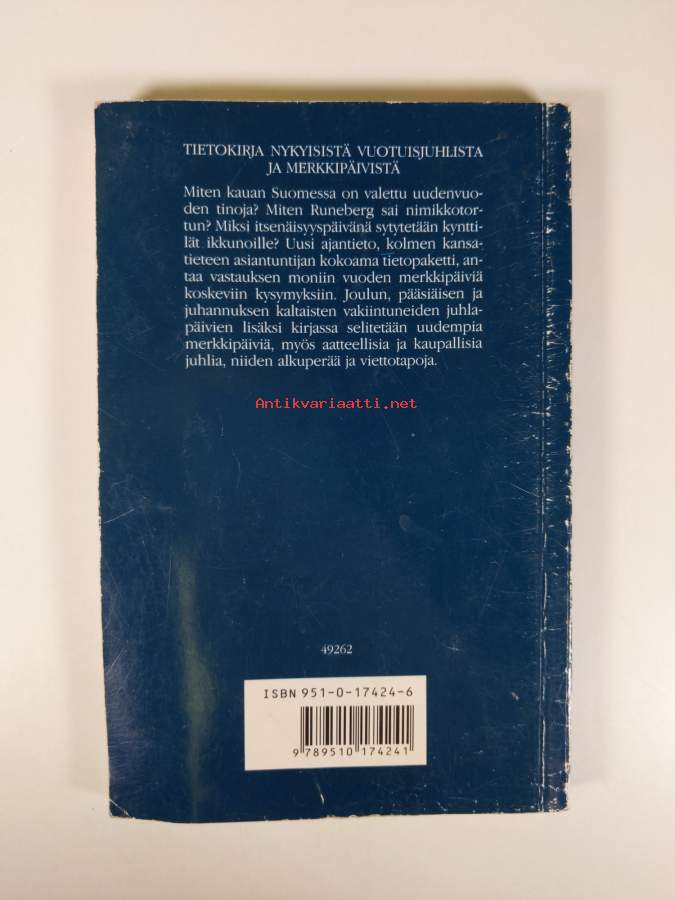 TIETOKIRJA NYKYISISTÄ VUOTUISJUHLISTA
JA MERKKIPÄIVISTÄ
Miten kauan Suomessa on valettu uudenvuo-
den tinoja? Miten Runeberg sai nimikkotor-
tun? Miksi itsenäisyyspäivänä sytytetään kynt-
tilät ikkunoille? Uusi ajantieto, kolmen kansa-
tieteen asiantuntijan kokoama tietopaketti, an-
taa vastauksen moniin vuoden merkkipäiviä
koskeviin kysymyksiin. Joulun, pääsiäisen ja
juhannuksen kaltaisten vakiintuneiden juhla-
päivien lisäksi kirjassa selitetään uudempia
merkkipäiviä, myös aatteellisia ja kaupallisia
juhlia, niiden alkuperää ja viettotapoja.
Antikvariaatti.net
49262
ISBN 951-0-17424-6
9 789510 174241